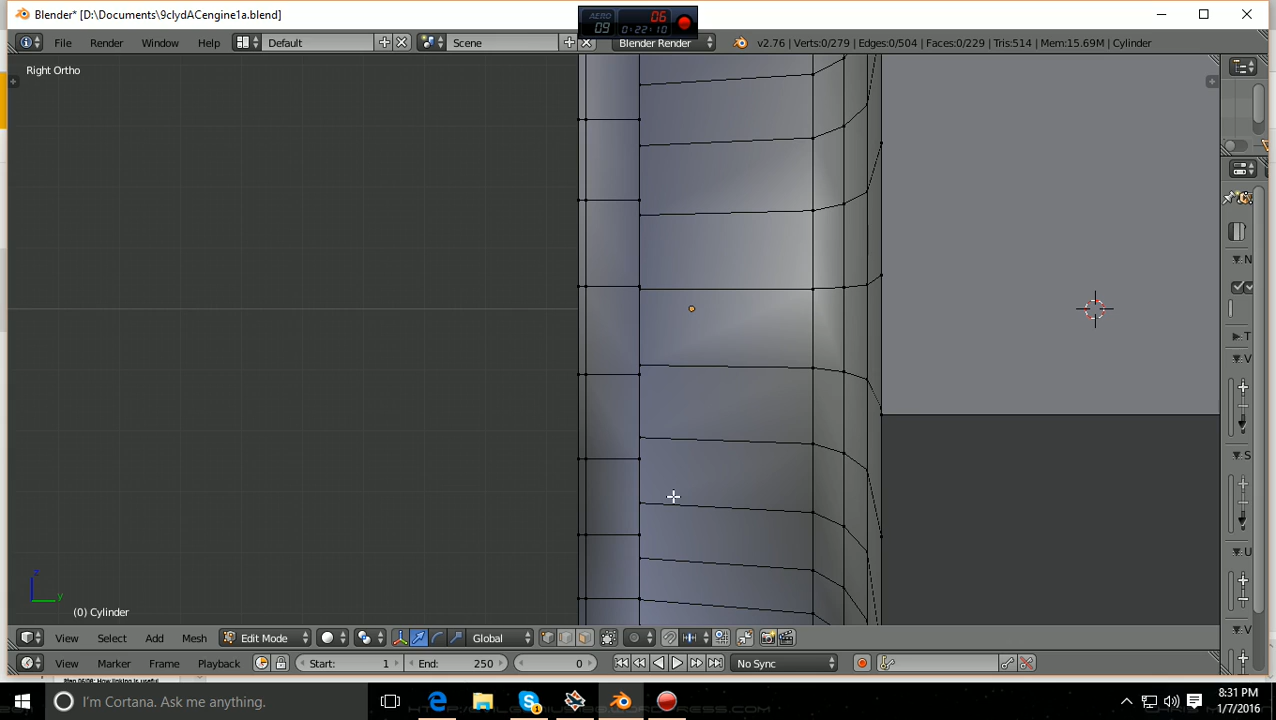 Blender* [D:\Documents\9clydACengire1a.blend]
AERO 06
09 0:22:10
File Render Window Help Default Scene Blender Render v2.76 | Verts:0/279 | Edges:0/504 | Faces:0/229 | Tris:514 | Mem:15.69M | Cylinder
Right Ortho
N
T
V
S
U
V
z
y
(0) Cylinder
View Select Add Mesh Edit Mode Global
View Marker Frame Playback Start: 1 End: 250 0 No Sync
I'm Cortana. Ask me anything.
8:31 PM
1/7/2016